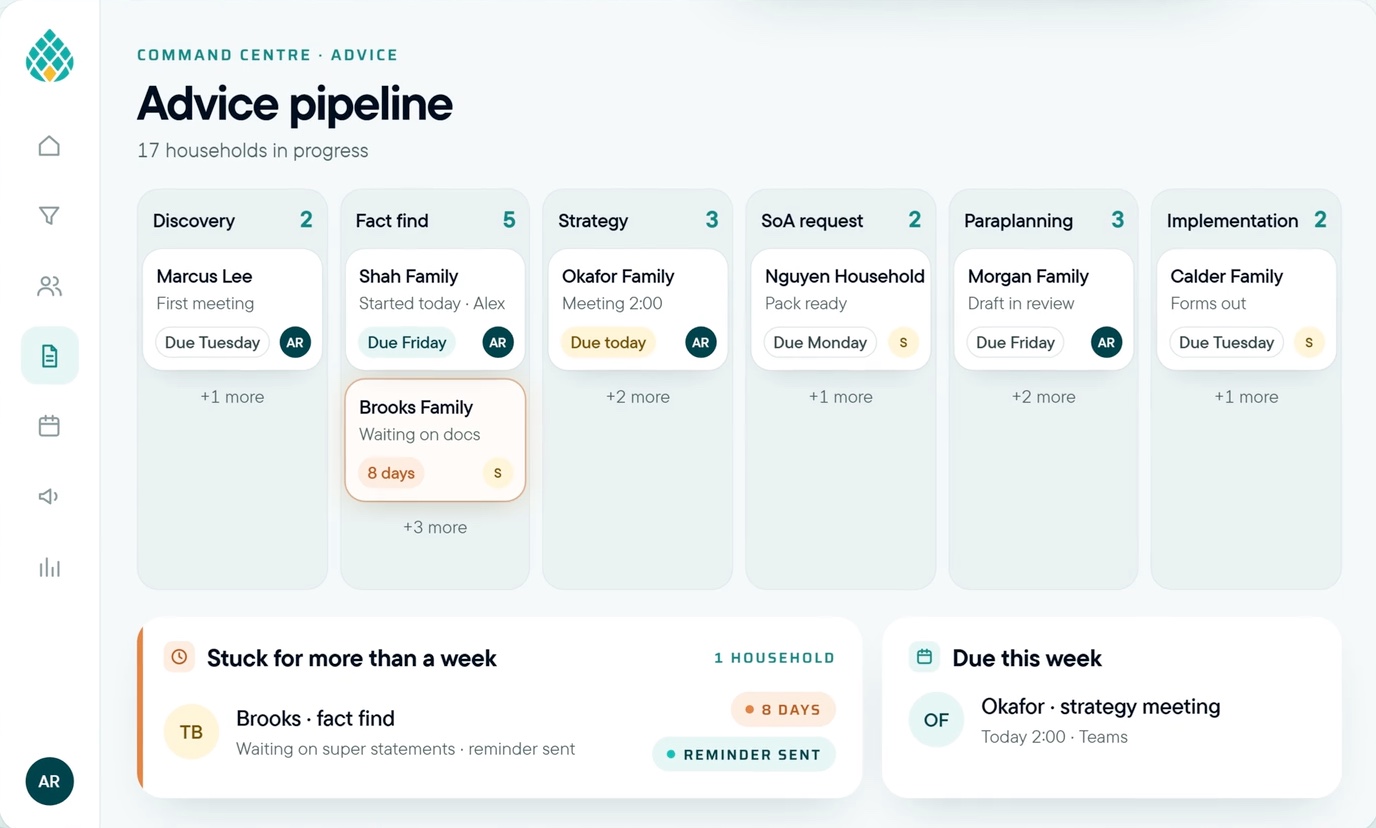 COMMAND CENTRE · ADVICE
Advice pipeline
17 households in progress
Discovery 2
Marcus Lee
First meeting
Due Tuesday AR
+1 more
Fact find 5
Shah Family
Started today · Alex
Due Friday AR
Brooks Family
Waiting on docs
8 days S
+3 more
Strategy 3
Okafor Family
Meeting 2:00
Due today AR
+2 more
SoA request 2
Nguyen Household
Pack ready
Due Monday S
+1 more
Paraplanning 3
Morgan Family
Draft in review
Due Friday AR
+2 more
Implementation 2
Calder Family
Forms out
Due Tuesday S
+1 more
Stuck for more than a week 1 HOUSEHOLD
TB Brooks · fact find
Waiting on super statements · reminder sent
8 DAYS
REMINDER SENT
Due this week
OF Okafor · strategy meeting
Today 2:00 · Teams
AR